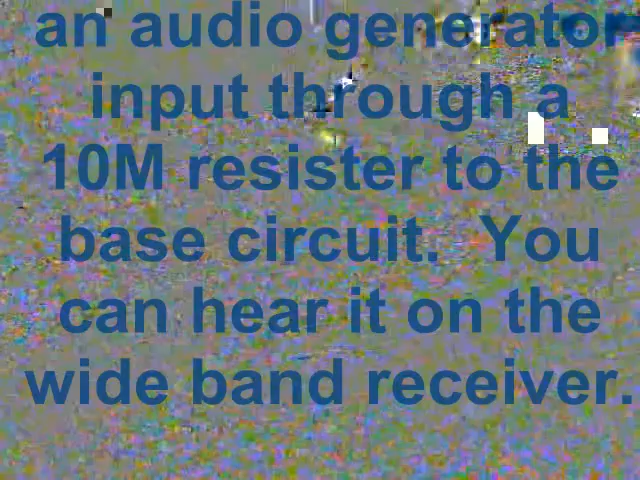 an audio generator
input through a
10M resister to the
base circuit.  You
can hear it on the
wide band receiver.